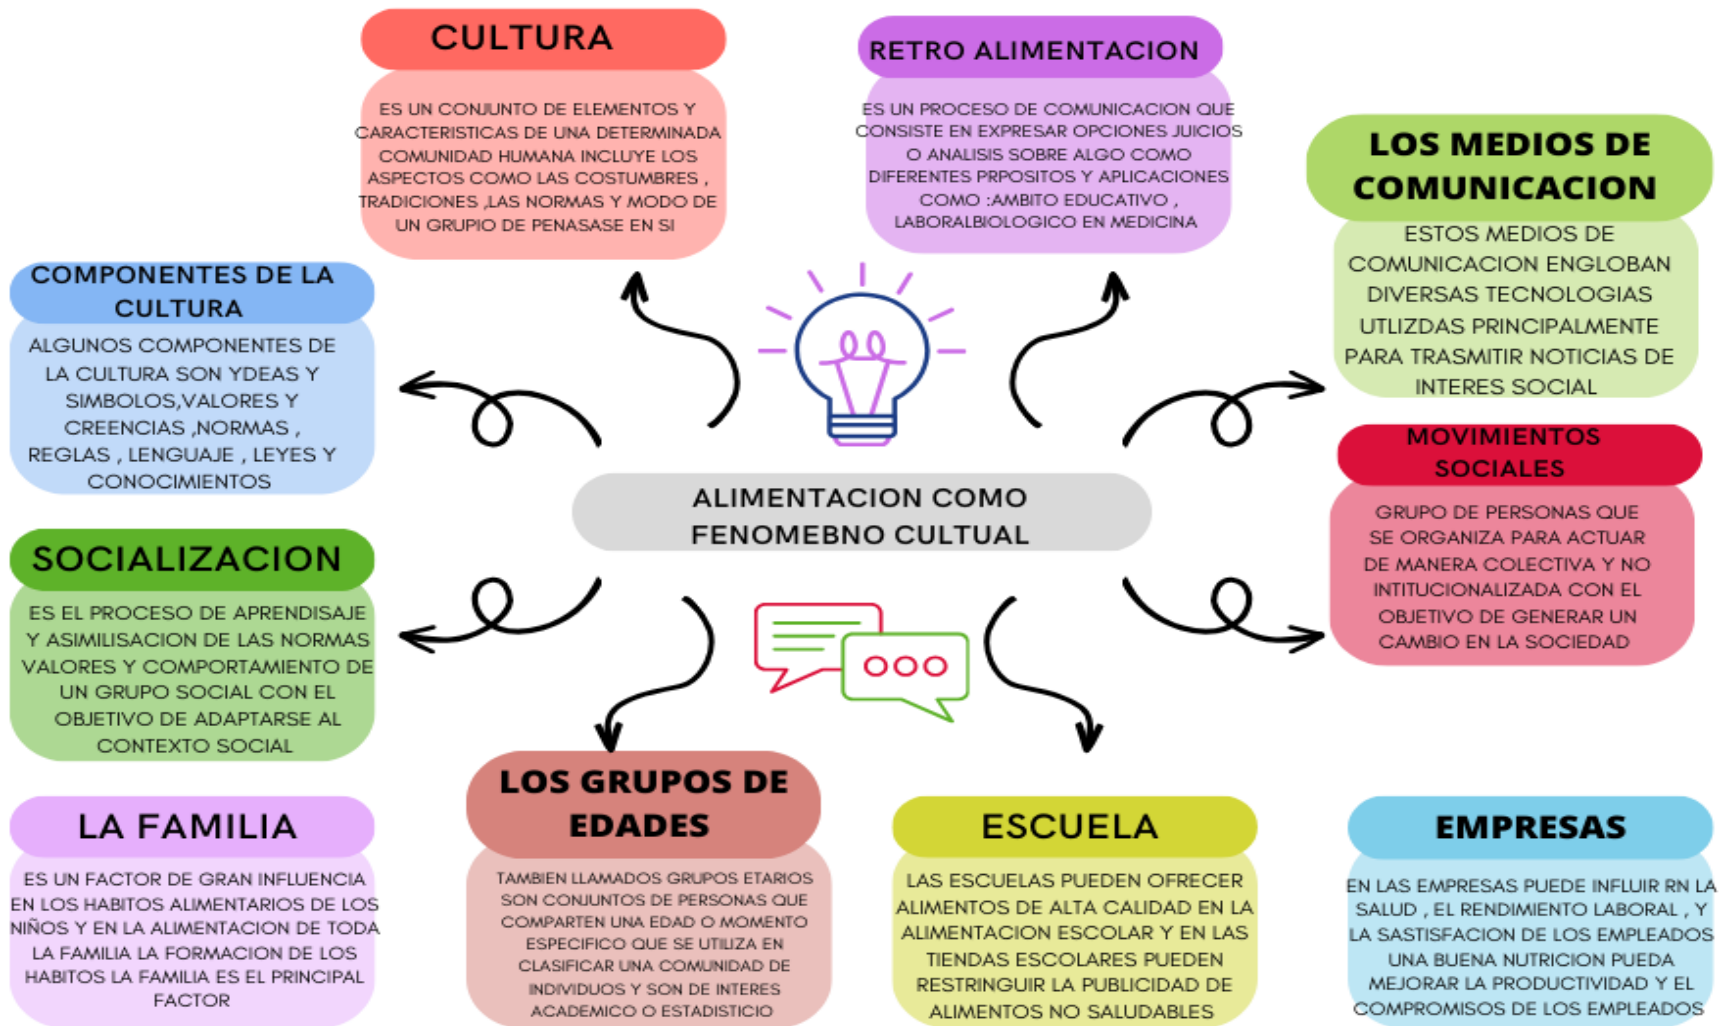 CULTURA
ES UN CONJUNTO DE ELEMENTOS Y
CARACTERISTICAS DE UNA DETERMINADA
COMUNIDAD HUMANA INCLUYE LOS
ASPECTOS COMO LAS COSTUMBRES ,
TRADICIONES ,LAS NORMAS Y MODO DE
UN GRUPIO DE PENASASE EN SI
RETRO ALIMENTACION
ES UN PROCESO DE COMUNICACION QUE
CONSISTE EN EXPRESAR OPCIONES JUICIOS
O ANALISIS SOBRE ALGO COMO
DIFERENTES PRPOSITOS Y APLICACIONES
COMO :AMBITO EDUCATIVO ,
LABORALBIOLOGICO EN MEDICINA
LOS MEDIOS DE
COMUNICACION
ESTOS MEDIOS DE
COMUNICACION ENGLOBAN
DIVERSAS TECNOLOGIAS
UTLIZDAS PRINCIPALMENTE
PARA TRASMITIR NOTICIAS DE
INTERES SOCIAL
COMPONENTES DE LA
CULTURA
ALGUNOS COMPONENTES DE
LA CULTURA SON YDEAS Y
SIMBOLOS,VALORES Y
CREENCIAS ,NORMAS ,
REGLAS , LENGUAJE , LEYES Y
CONOCIMIENTOS
ALIMENTACION COMO
FENOMEBNO CULTUAL
MOVIMIENTOS
SOCIALES
GRUPO DE PERSONAS QUE
SE ORGANIZA PARA ACTUAR
DE MANERA COLECTIVA Y NO
INTITUCIONALIZADA CON EL
OBJETIVO DE GENERAR UN
CAMBIO EN LA SOCIEDAD
SOCIALIZACION
ES EL PROCESO DE APRENDISAJE
Y ASIMILISACION DE LAS NORMAS
VALORES Y COMPORTAMIENTO DE
UN GRUPO SOCIAL CON EL
OBJETIVO DE ADAPTARSE AL
CONTEXTO SOCIAL
LA FAMILIA
ES UN FACTOR DE GRAN INFLUENCIA
EN LOS HABITOS ALIMENTARIOS DE LOS
NIÑOS Y EN LA ALIMENTACION DE TODA
LA FAMILIA LA FORMACION DE LOS
HABITOS LA FAMILIA ES EL PRINCIPAL
FACTOR
LOS GRUPOS DE
EDADES
TAMBIEN LLAMADOS GRUPOS ETARIOS
SON CONJUNTOS DE PERSONAS QUE
COMPARTEN UNA EDAD O MOMENTO
ESPECIFICO QUE SE UTILIZA EN
CLASIFICAR UNA COMUNIDAD DE
INDIVIDUOS Y SON DE INTERES
ACADEMICO O ESTADISTICIO
ESCUELA
LAS ESCUELAS PUEDEN OFRECER
ALIMENTOS DE ALTA CALIDAD EN LA
ALIMENTACION ESCOLAR Y EN LAS
TIENDAS ESCOLARES PUEDEN
RESTRINGUIR LA PUBLICIDAD DE
ALIMENTOS NO SALUDABLES
EMPRESAS
EN LAS EMPRESAS PUEDE INFLUIR RN LA
SALUD , EL RENDIMIENTO LABORAL , Y
LA SASTISFACION DE LOS EMPLEADOS
UNA BUENA NUTRICION PUEDA
MEJORAR LA PRODUCTIVIDAD Y EL
COMPROMISOS DE LOS EMPLEADOS